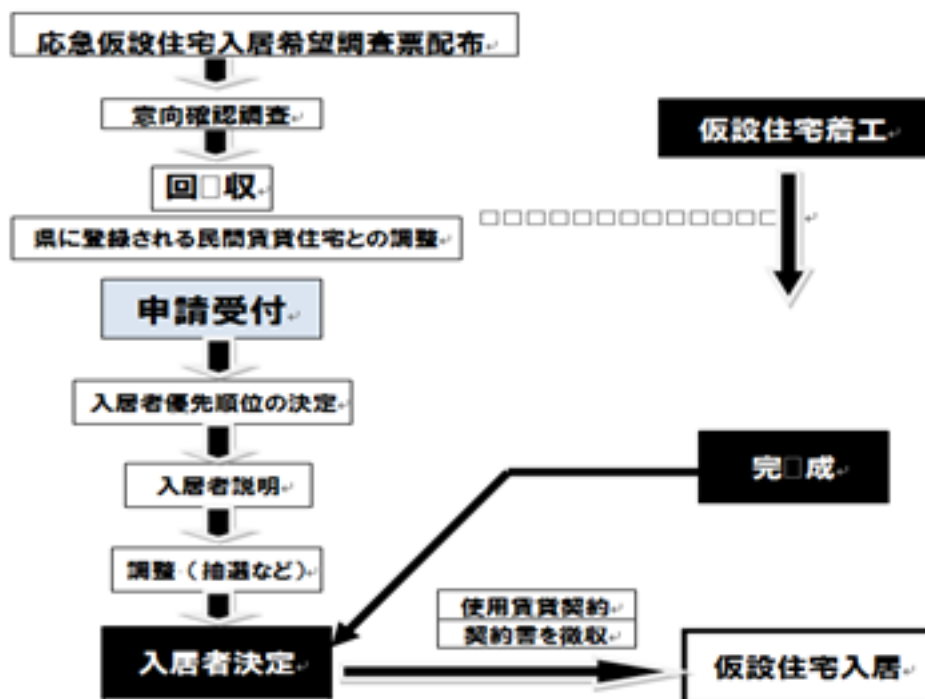 応急仮設住宅入居希望調査票配布
意向確認調査
仮設住宅着工
回□収
県に登録される民間賃貸住宅との調整
□□□□□□□□□□□□□
申請受付
入居者優先順位の決定
完□成
入居者説明
調整（抽選など）
使用賃貸契約
契約書を徴収
入居者決定
仮設住宅入居